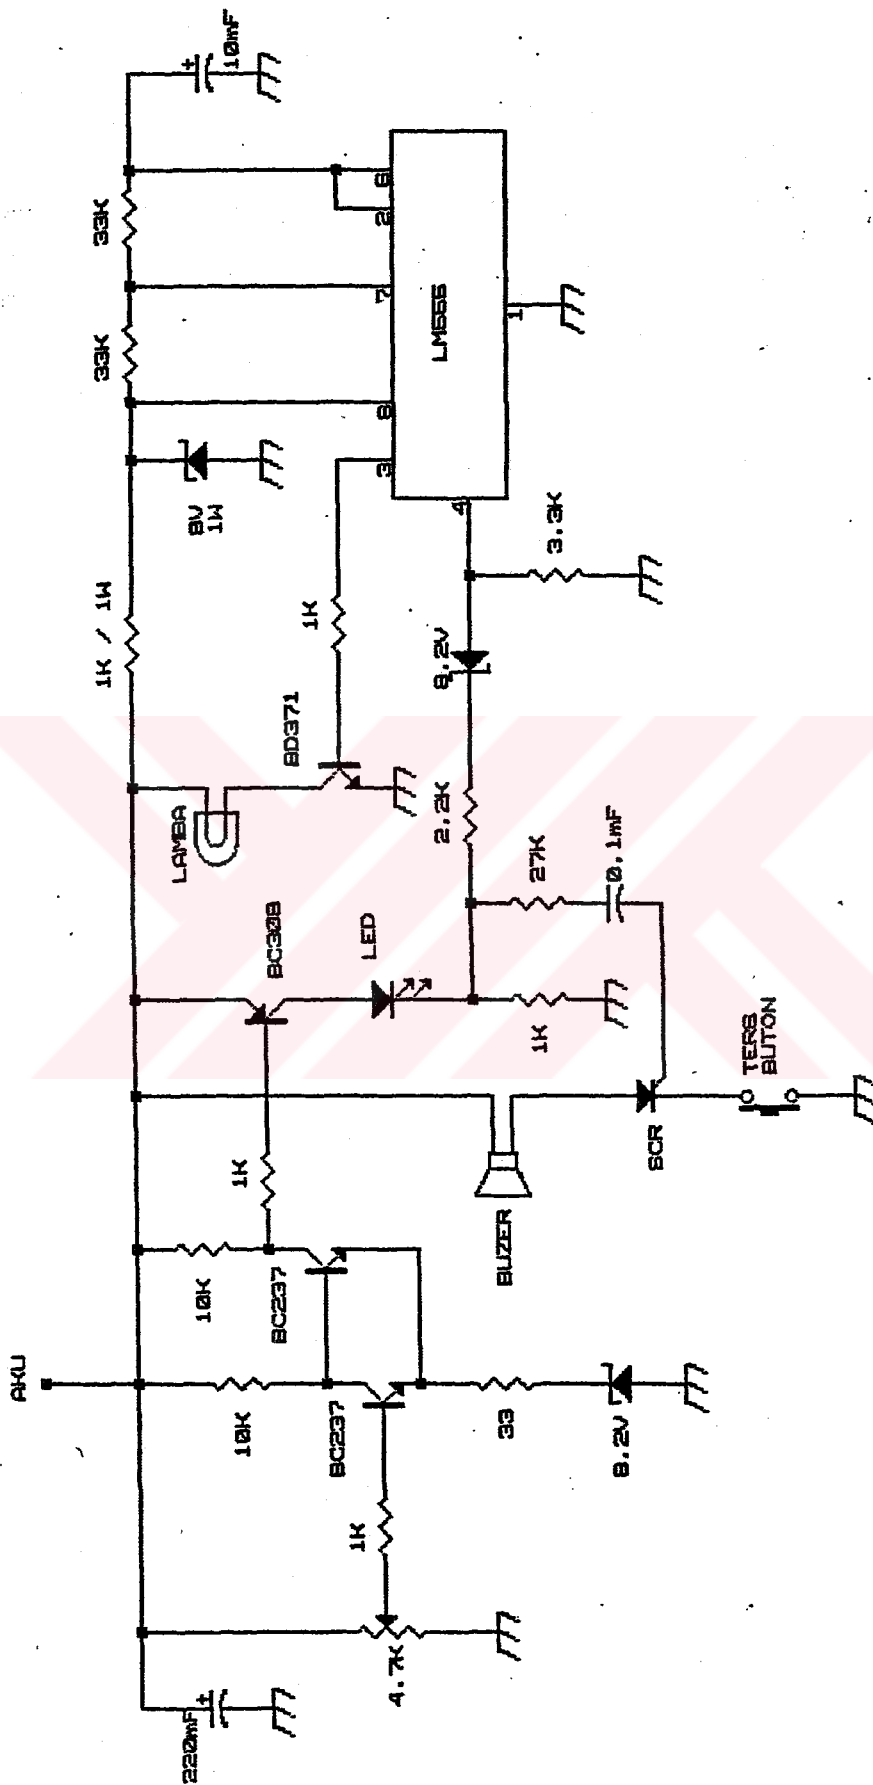 AKU
1K / 1W
33K
33K
10mF
220mF
10K
LAMBA
8V
1W
10K
1K
BC308
BD371
1K
BC237
BC237
LED
3
8
7
2
6
4.7K
1K
2.2K
8.2V
4
LM555
1
33
BUZER
1K
27K
3.3K
8.2V
0.1mF
SCR
TERS
BUTON